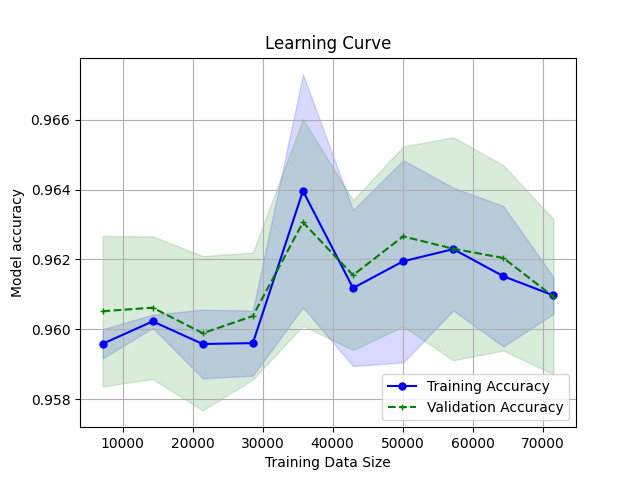 Learning Curve
Model accuracy
0.966
0.964
0.962
0.960
0.958
10000 20000 30000 40000 50000 60000 70000
Training Data Size
Training Accuracy
Validation Accuracy